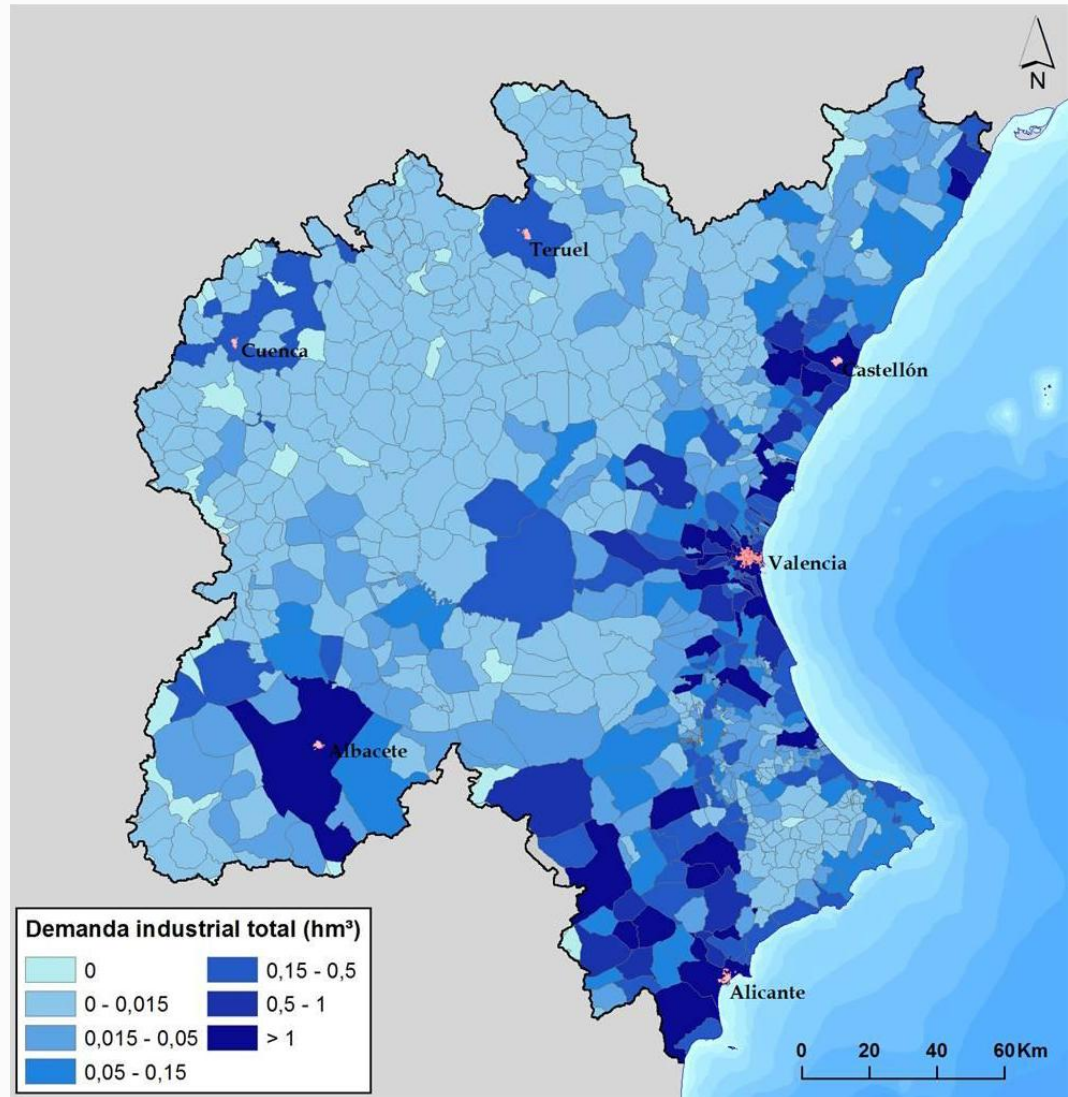 N
Teruel
Cuenca
Castellón
Valencia
Albacete
Alicante
Demanda industrial total (hm³)
0
0,15 - 0,5
0 - 0,015
0,5 - 1
0,015 - 0,05
> 1
0,05 - 0,15
0 20 40 60 Km